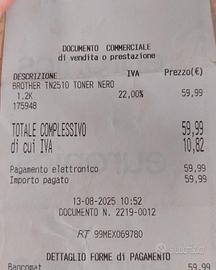 DOCUMENTO COMMERCIALE
di vendita o prestazione
DESCRIZIONE IVA Prezzo(€)
BROTHER TN2510 TONER NERO
1.2K 22,00% 59,99
175948
TOTALE COMPLESSIVO 59,99
di cui IVA 10,82
Pagamento elettronico 59,99
Importo pagato 59,99
13-08-2025 10:52
DOCUMENTO N. 2219-0012
RT 99MEX069780
DETTAGLIO FORME di PAGAMENTO
Bancomat 59,99